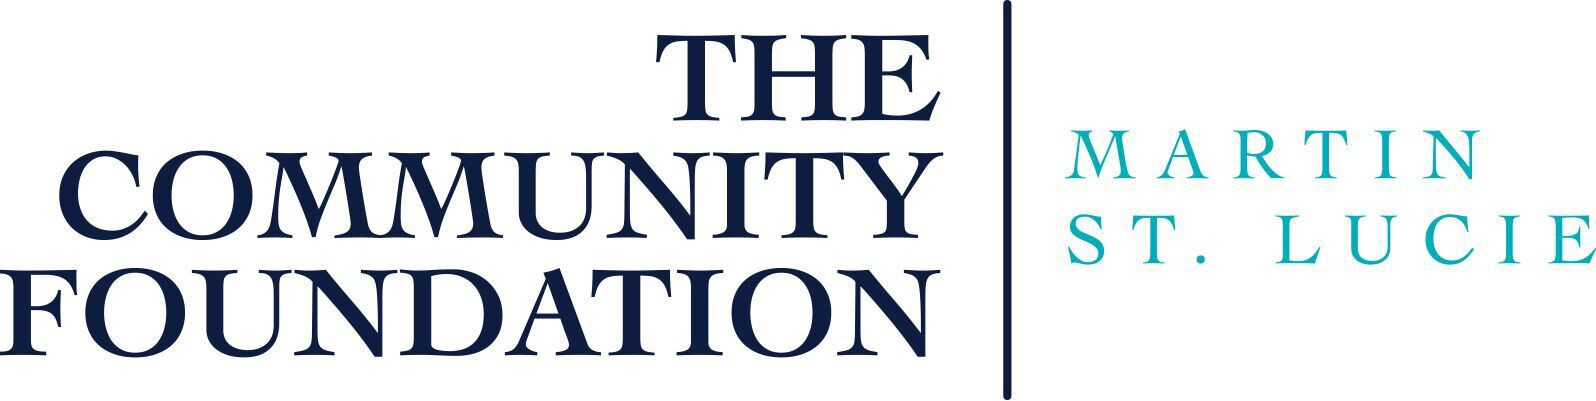 THE
COMMUNITY
FOUNDATION
MARTIN
ST. LUCIE